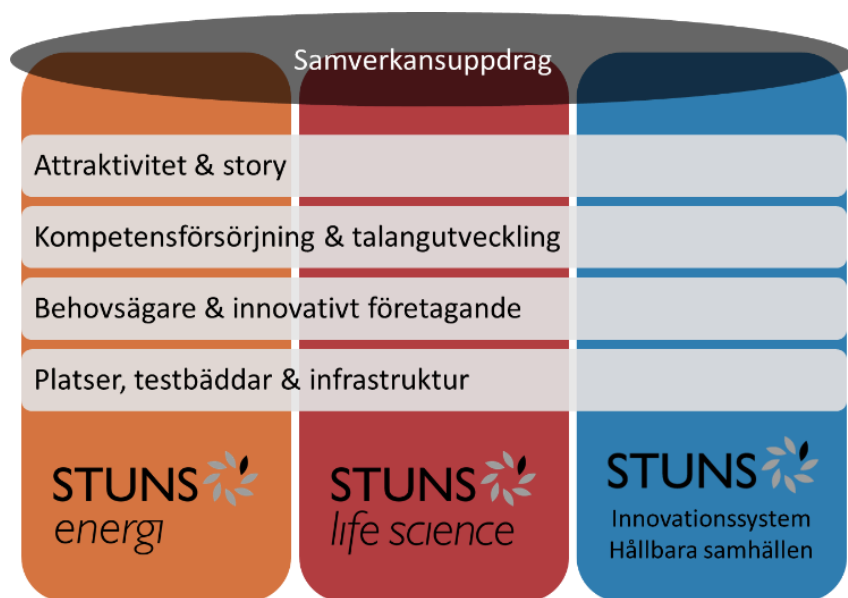 Samverkansuppdrag
Attraktivitet & story
Kompetensförsörjning & talangutveckling
Behovsägare & innovativt företagande
Platser, testbäddar & infrastruktur
STUNS
energi
STUNS
life science
STUNS
Innovationssystem
Hållbara samhällen